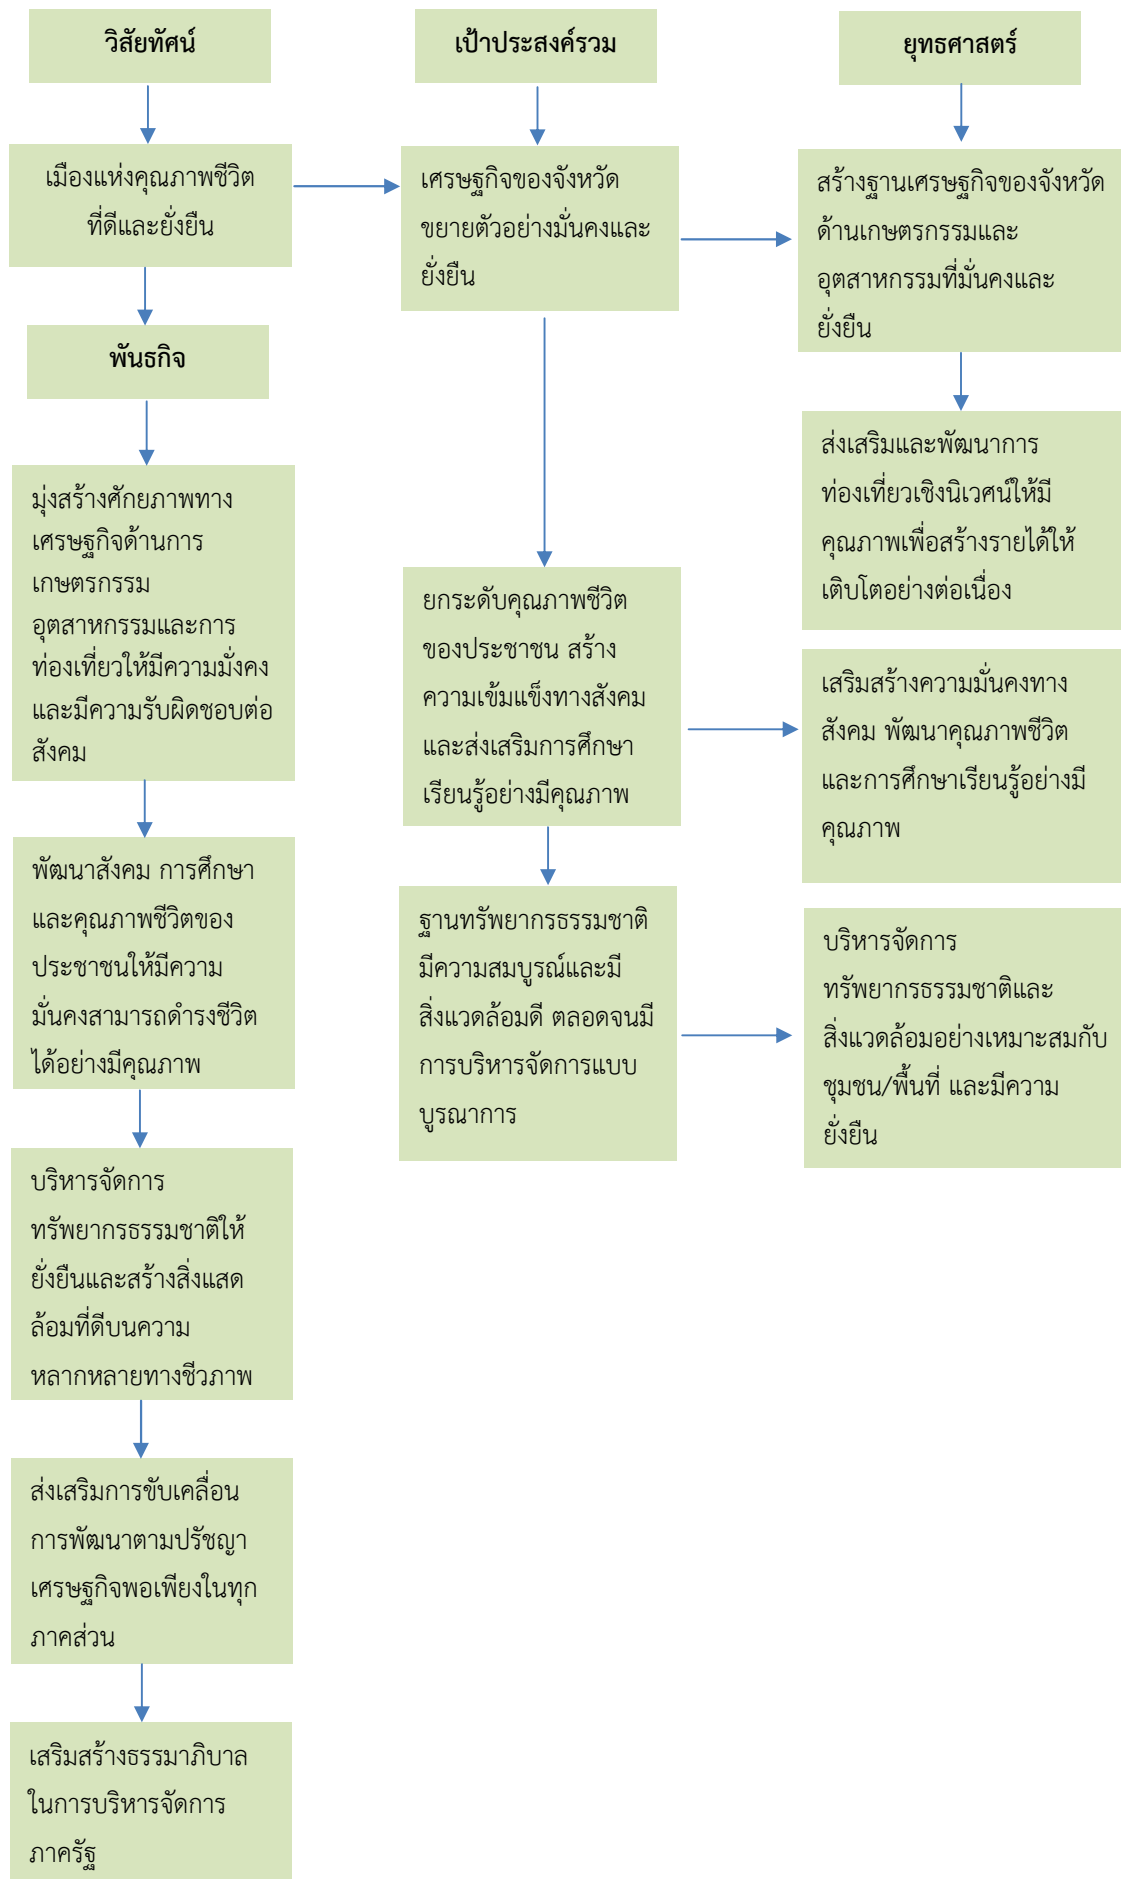 วิสัยทัศน์
เมืองแห่งคุณภาพชีวิต
ที่ดีและยั่งยืน
พันธกิจ
มุ่งสร้างศักยภาพทาง
เศรษฐกิจด้านการ
เกษตรกรรม
อุตสาหกรรมและการ
ท่องเที่ยวให้มีความมั่งคง
และมีความรับผิดชอบต่อ
สังคม
พัฒนาสังคม การศึกษา
และคุณภาพชีวิตของ
ประชาชนให้มีความ
มั่นคงสามารถดำรงชีวิต
ได้อย่างมีคุณภาพ
บริหารจัดการ
ทรัพยากรธรรมชาติให้
ยั่งยืนและสร้างสิ่งแสด
ล้อมที่ดีบนความ
หลากหลายทางชีวภาพ
ส่งเสริมการขับเคลื่อน
การพัฒนาตามปรัชญา
เศรษฐกิจพอเพียงในทุก
ภาคส่วน
เสริมสร้างธรรมาภิบาล
ในการบริหารจัดการ
ภาครัฐ
เป้าประสงค์รวม
เศรษฐกิจของจังหวัด
ขยายตัวอย่างมั่นคงและ
ยั่งยืน
ยกระดับคุณภาพชีวิต
ของประชาชน สร้าง
ความเข้มแข็งทางสังคม
และส่งเสริมการศึกษา
เรียนรู้อย่างมีคุณภาพ
ฐานทรัพยากรธรรมชาติ
มีความสมบูรณ์และมี
สิ่งแวดล้อมดี ตลอดจนมี
การบริหารจัดการแบบ
บูรณาการ
ยุทธศาสตร์
สร้างฐานเศรษฐกิจของจังหวัด
ด้านเกษตรกรรมและ
อุตสาหกรรมที่มั่นคงและ
ยั่งยืน
ส่งเสริมและพัฒนาการ
ท่องเที่ยวเชิงนิเวศน์ให้มี
คุณภาพเพื่อสร้างรายได้ให้
เติบโตอย่างต่อเนื่อง
เสริมสร้างความมั่นคงทาง
สังคม พัฒนาคุณภาพชีวิต
และการศึกษาเรียนรู้อย่างมี
คุณภาพ
บริหารจัดการ
ทรัพยากรธรรมชาติและ
สิ่งแวดล้อมอย่างเหมาะสมกับ
ชุมชน/พื้นที่ และมีความ
ยั่งยืน